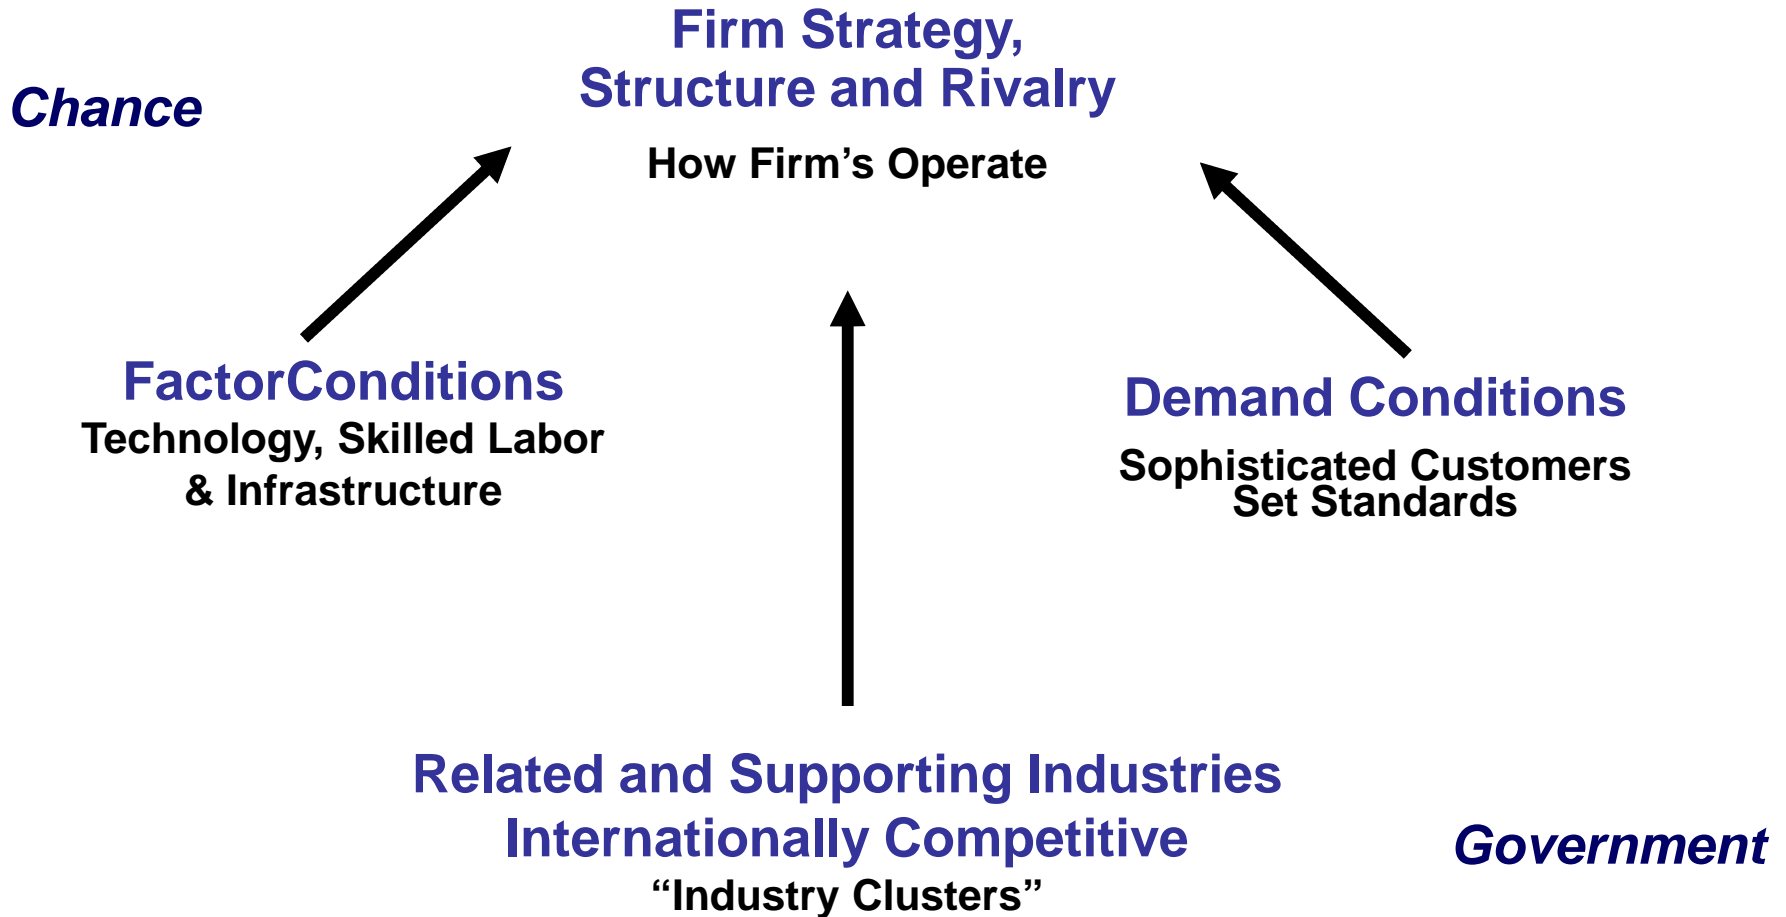 Firm Strategy,
Structure and Rivalry
Chance
How Firm’s Operate
FactorConditions
Technology, Skilled Labor
& Infrastructure
Demand Conditions
Sophisticated Customers
Set Standards
Related and Supporting Industries
Internationally Competitive
“Industry Clusters”
Government